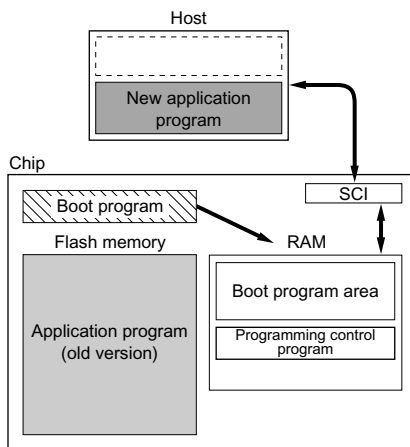 Host
New application
program
Chip
SCI
Boot program
Flash memory
RAM
Boot program area
Application program
(old version)
Programming control
program